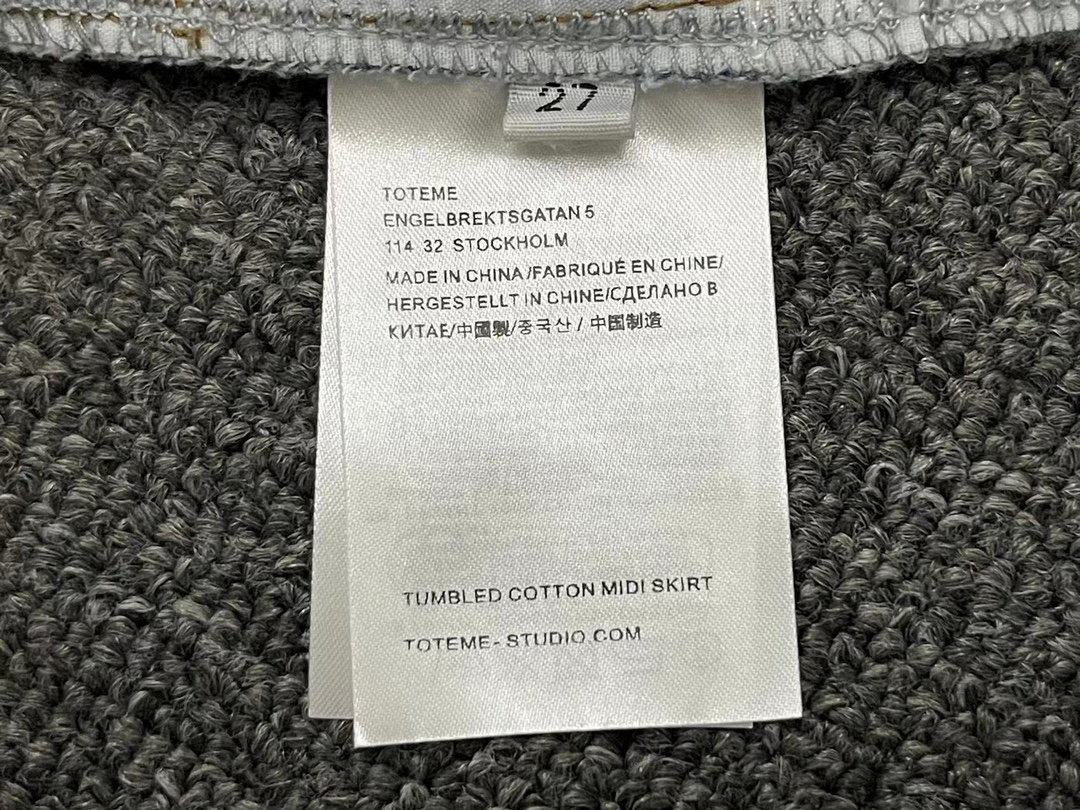 27
TOTEME
ENGELBREKTSGATAN 5
114 32 STOCKHOLM
MADE IN CHINA/FABRIQUÉ EN CHINE/
HERGESTELLT IN CHINE/СДЕЛАНО В
КИТАЕ/中國製/중국산 / 中国制造
TUMBLED COTTON MIDI SKIRT
TOTEME- STUDIO.COM